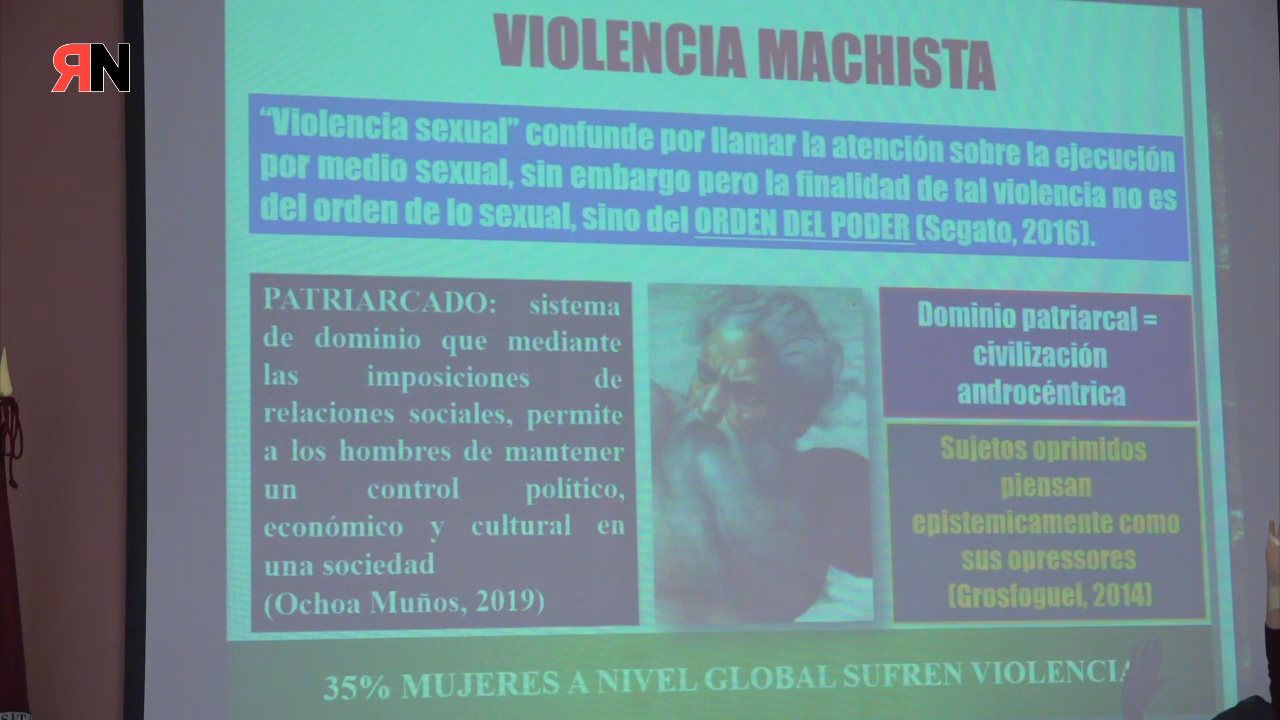 ЯN
VIOLENCIA MACHISTA
“Violencia sexual” confunde por llamar la atención sobre la ejecución
por medio sexual, sin embargo pero la finalidad de tal violencia no es
del orden de lo sexual, sino del ORDEN DEL PODER (Segato, 2016).
PATRIARCADO: sistema
de dominio que mediante
las imposiciones de
relaciones sociales, permite
a los hombres de mantener
un control político,
económico y cultural en
una sociedad
(Ochoa Muños, 2019)
Dominio patriarcal =
civilización
androcéntrica
Sujetos oprimidos
piensan
epistemicamente como
sus opressores
(Grosfoguel, 2014)
35% MUJERES A NIVEL GLOBAL SUFREN VIOLENCIA